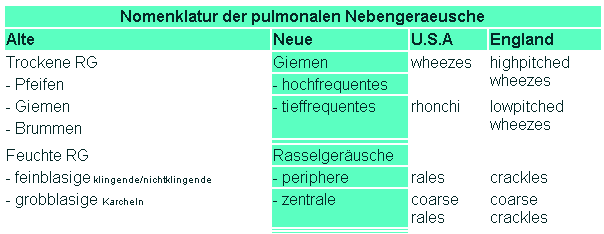 Nomenklatur der pulmonalen Nebengeraeusche
Alte Neue U.S.A England
Trockene RG Giemen wheezes highpitched
- Pfeifen - hochfrequentes wheezes
- Giemen - tieffrequentes rhonchi lowpitched
- Brummen wheezes
Feuchte RG Rasselgeräusche
- feinblasige klingende/nichtklingende - periphere rales crackles
- grobblasige Karcheln - zentrale coarse coarse
rales crackles